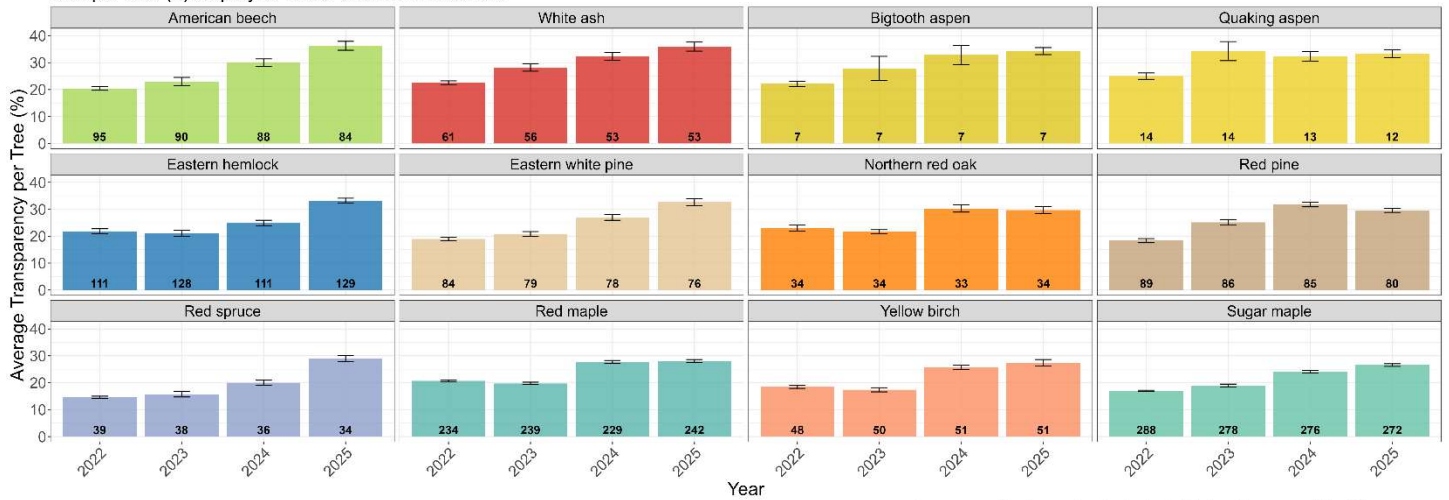 American beech White ash Bigtooth aspen Quaking aspen
Average Transparency per Tree (%)
40
30
20
10
0
95 90 88 84 61 56 53 53 7 7 7 7 14 14 13 12
Eastern hemlock Eastern white pine Northern red oak Red pine
40
30
20
10
0
111 128 111 129 84 79 78 76 34 34 33 34 89 86 85 80
Red spruce Red maple Yellow birch Sugar maple
40
30
20
10
0
39 38 36 34 234 239 229 242 48 50 51 51 288 278 276 272
2022 2023 2024 2025 2022 2023 2024 2025 2022 2023 2024 2025 2022 2023 2024 2025
Year